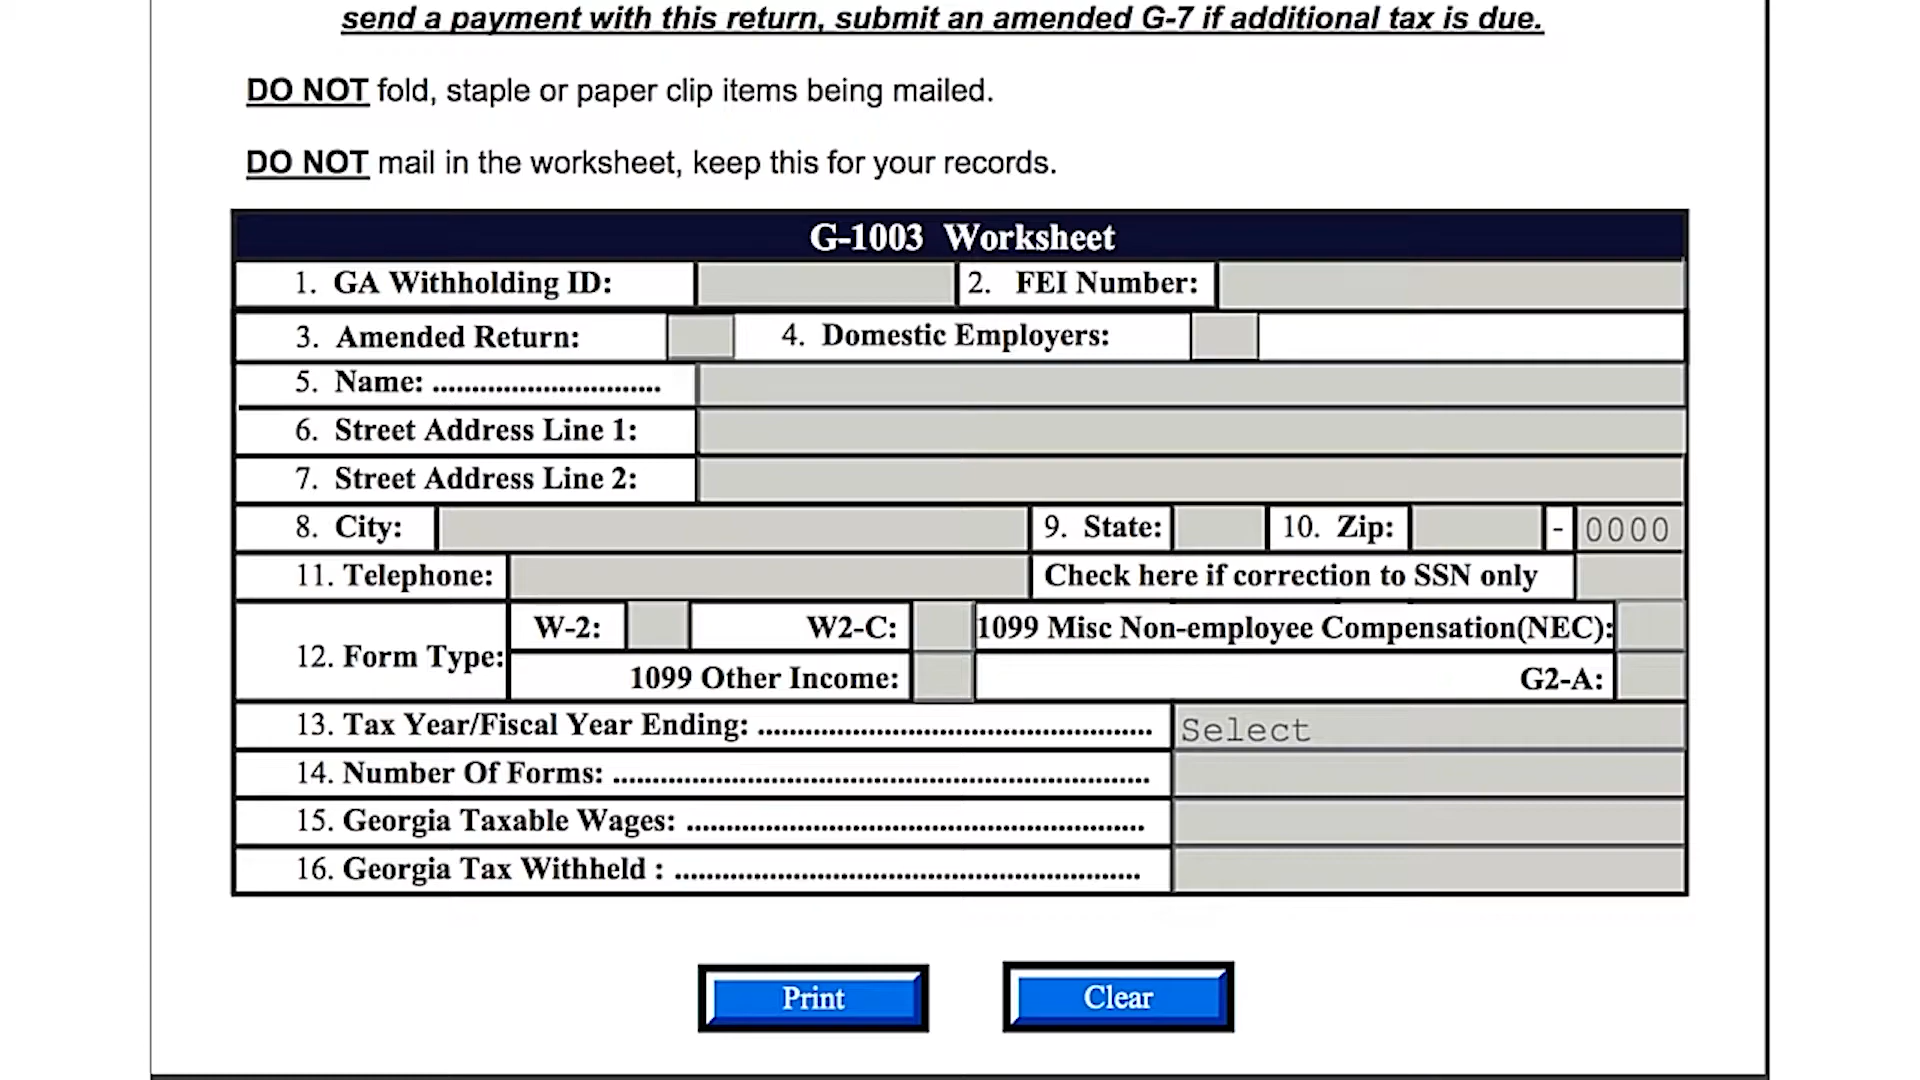 send a payment with this return, submit an amended G-7 if additional tax is due.
DO NOT fold, staple or paper clip items being mailed.
DO NOT mail in the worksheet, keep this for your records.
G-1003 Worksheet
1. GA Withholding ID: 2. FEI Number:
3. Amended Return: 4. Domestic Employers:
5. Name: .............................
6. Street Address Line 1:
7. Street Address Line 2:
8. City: 9. State: 10. Zip: - 0000
11. Telephone: Check here if correction to SSN only
12. Form Type: W-2: W2-C: 1099 Misc Non-employee Compensation(NEC):
1099 Other Income: G2-A:
13. Tax Year/Fiscal Year Ending: .................................................. Select
14. Number Of Forms: ....................................................................
15. Georgia Taxable Wages: ..........................................................
16. Georgia Tax Withheld : ...........................................................
Print Clear